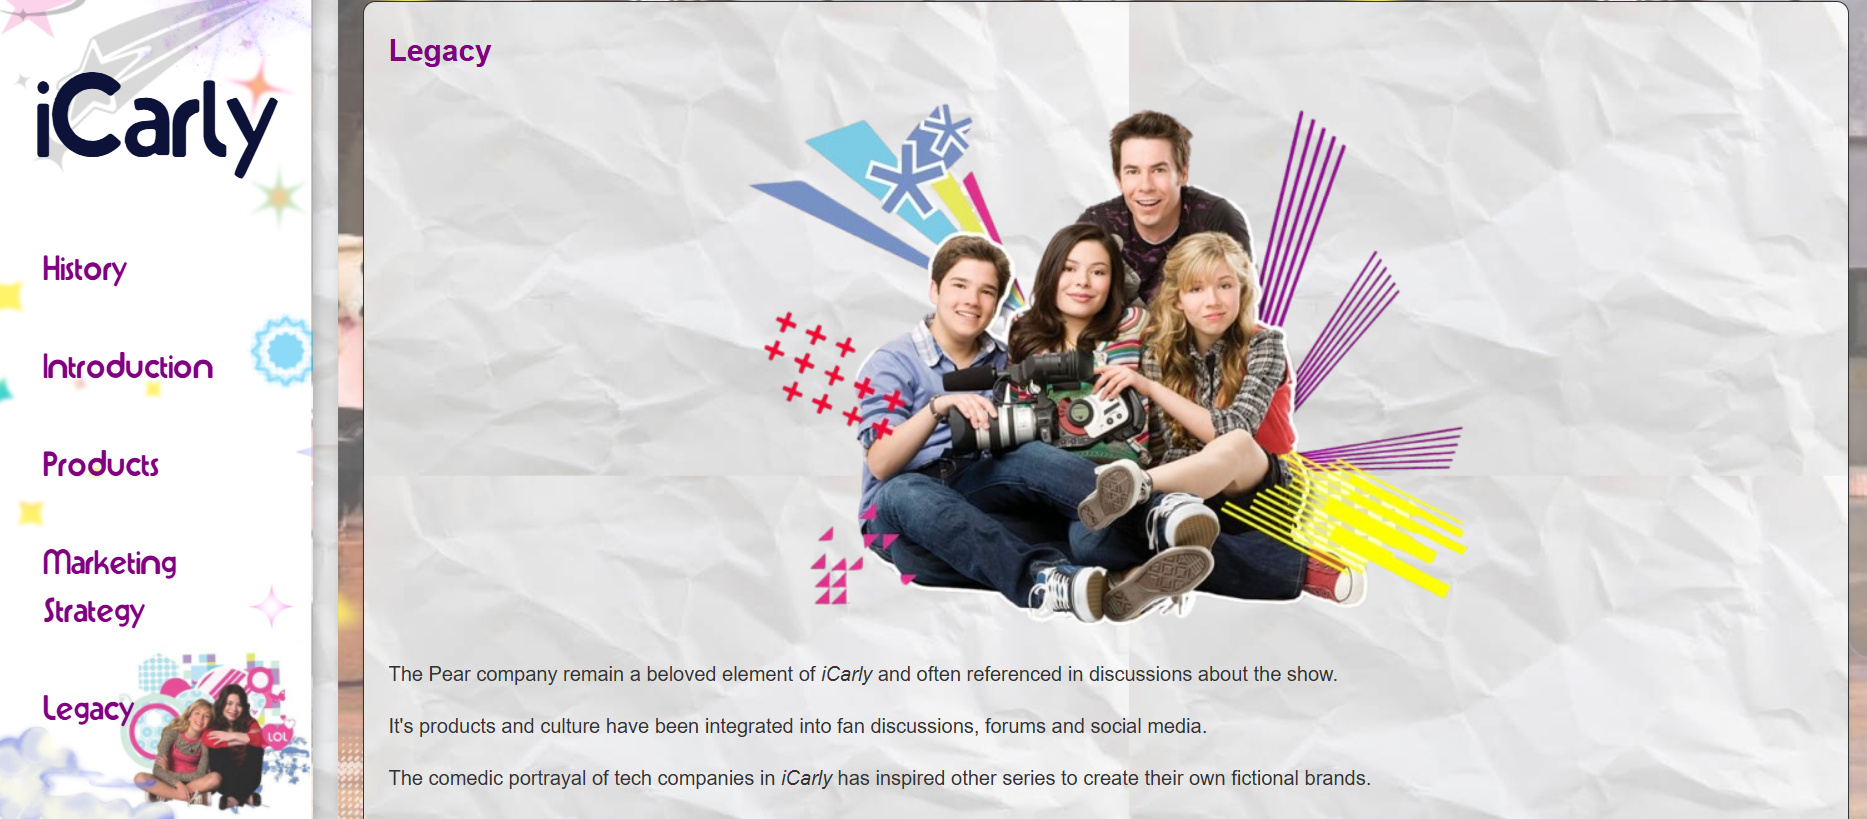 iCarly
History
Introduction
Products
Marketing
Strategy
Legacy
LOL
Legacy
The Pear company remain a beloved element of iCarly and often referenced in discussions about the show.
It's products and culture have been integrated into fan discussions, forums and social media.
The comedic portrayal of tech companies in iCarly has inspired other series to create their own fictional brands.